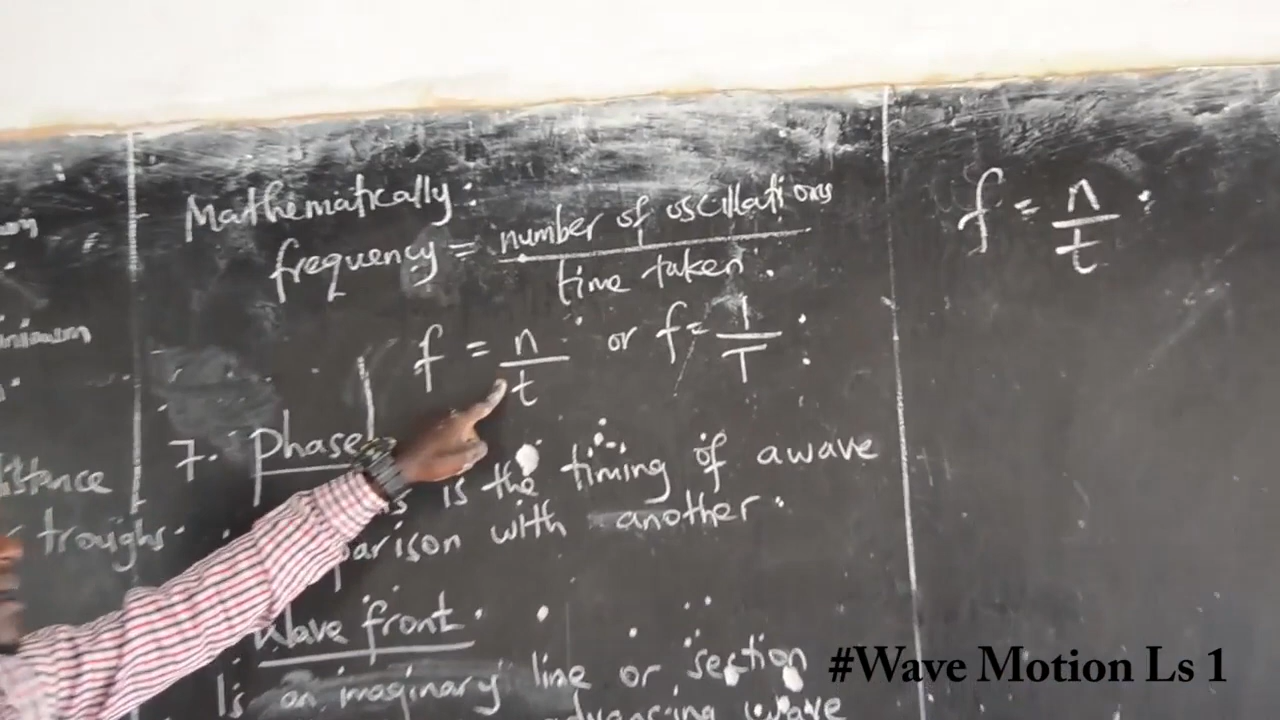 Mathematically:
frequency = number of oscillations / time taken.
f = n/t or f = 1/T
7. Phase
is the timing of a wave
with another.
Wave front.
Is an imaginary line or section
advancing wave
distance
troughs.
f = n/t
#Wave Motion Ls 1